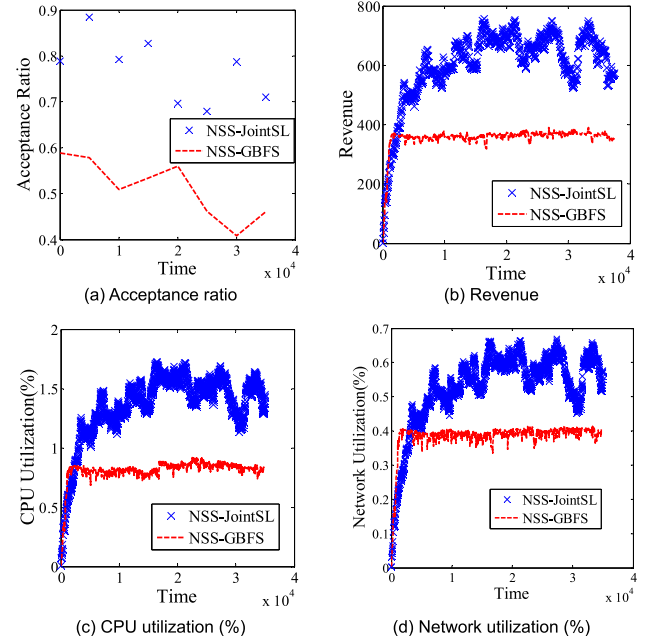 0.9
0.8
0.7
0.6
0.5
0.4
Acceptance Ratio
NSS-JointSL
NSS-GBFS
0 1 2 3 4
Time
x 10^4
(a) Acceptance ratio
800
600
400
200
0
Revenue
NSS-JointSL
NSS-GBFS
0 1 2 3 4
Time
x 10^4
(b) Revenue
2
1.5
1
0.5
0
CPU Utilization(%)
NSS-JointSL
NSS-GBFS
0 1 2 3 4
Time
x 10^4
(c) CPU utilization (%)
0.7
0.6
0.5
0.4
0.3
0.2
0.1
0
Network Utilization(%)
NSS-JointSL
NSS-GBFS
0 1 2 3 4
Time
x 10^4
(d) Network utilization (%)